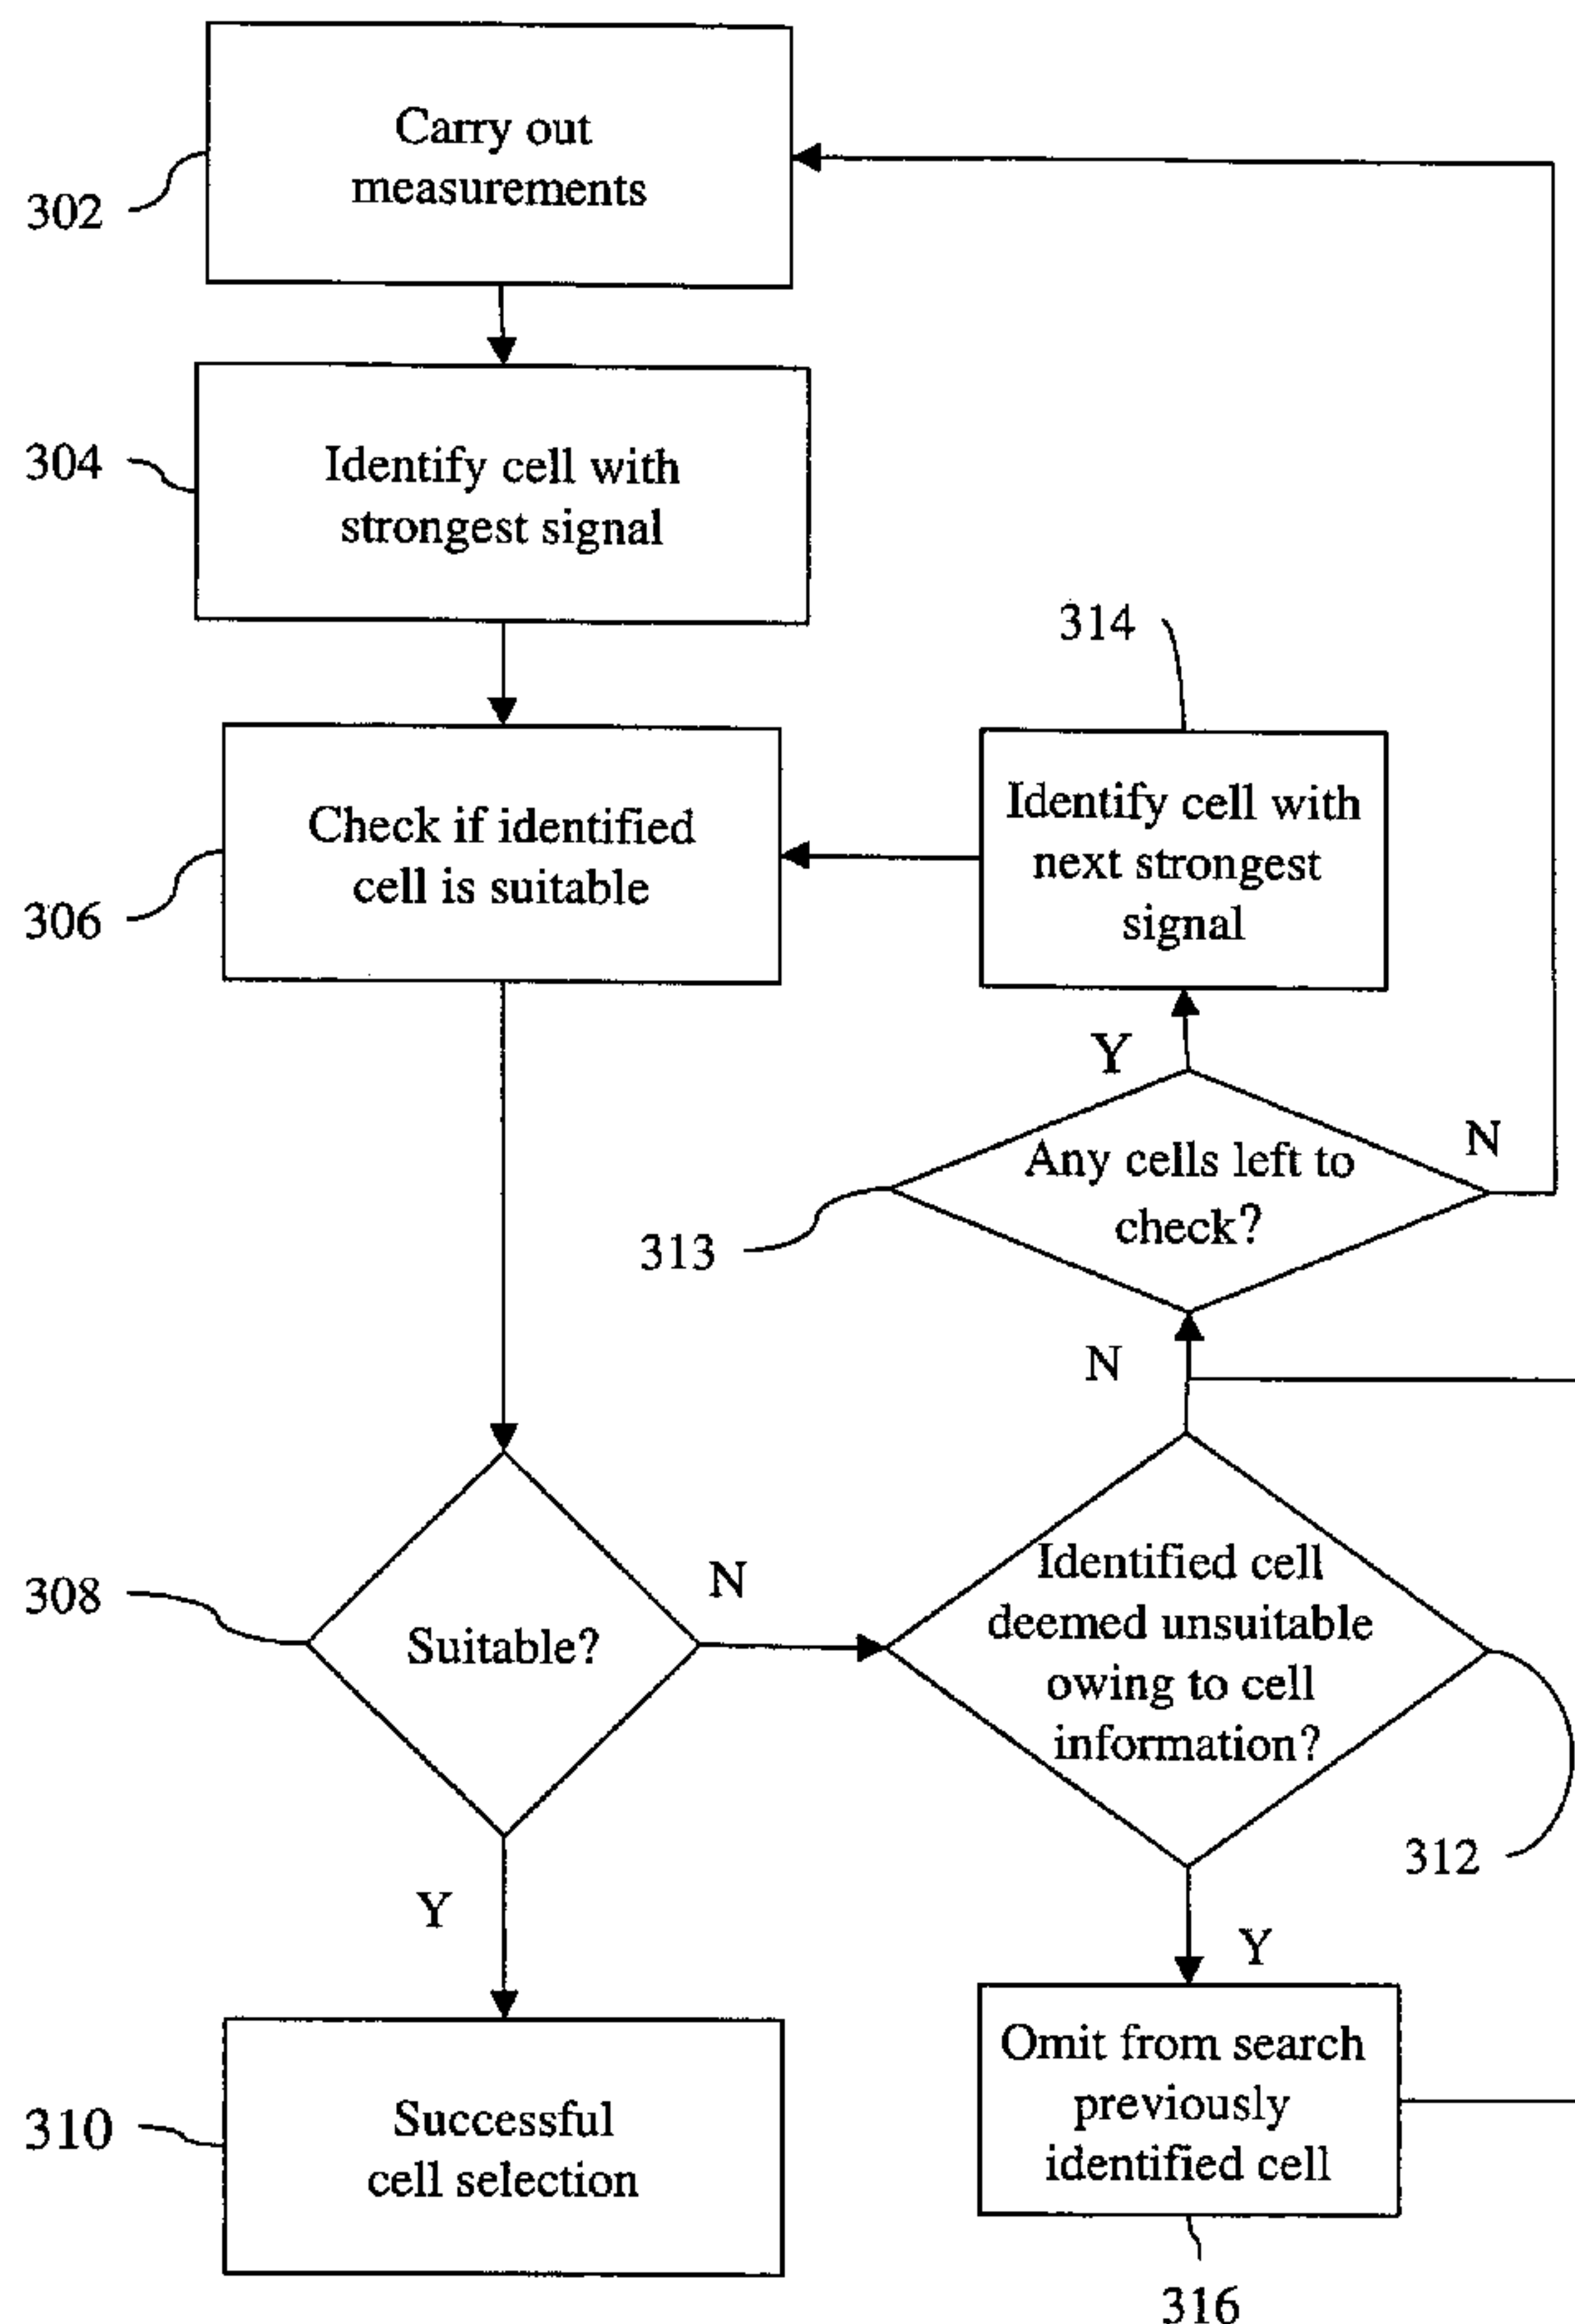 Carry out
measurements
302
304
Identify cell with
strongest signal
314
Check if identified
cell is suitable
306
Identify cell with
next strongest
signal
Y
N
Any cells left to
check?
313
N
308
Suitable?
N
Identified cell
deemed unsuitable
owing to cell
information?
312
Y
Y
310
Successful
cell selection
Omit from search
previously
identified cell
316